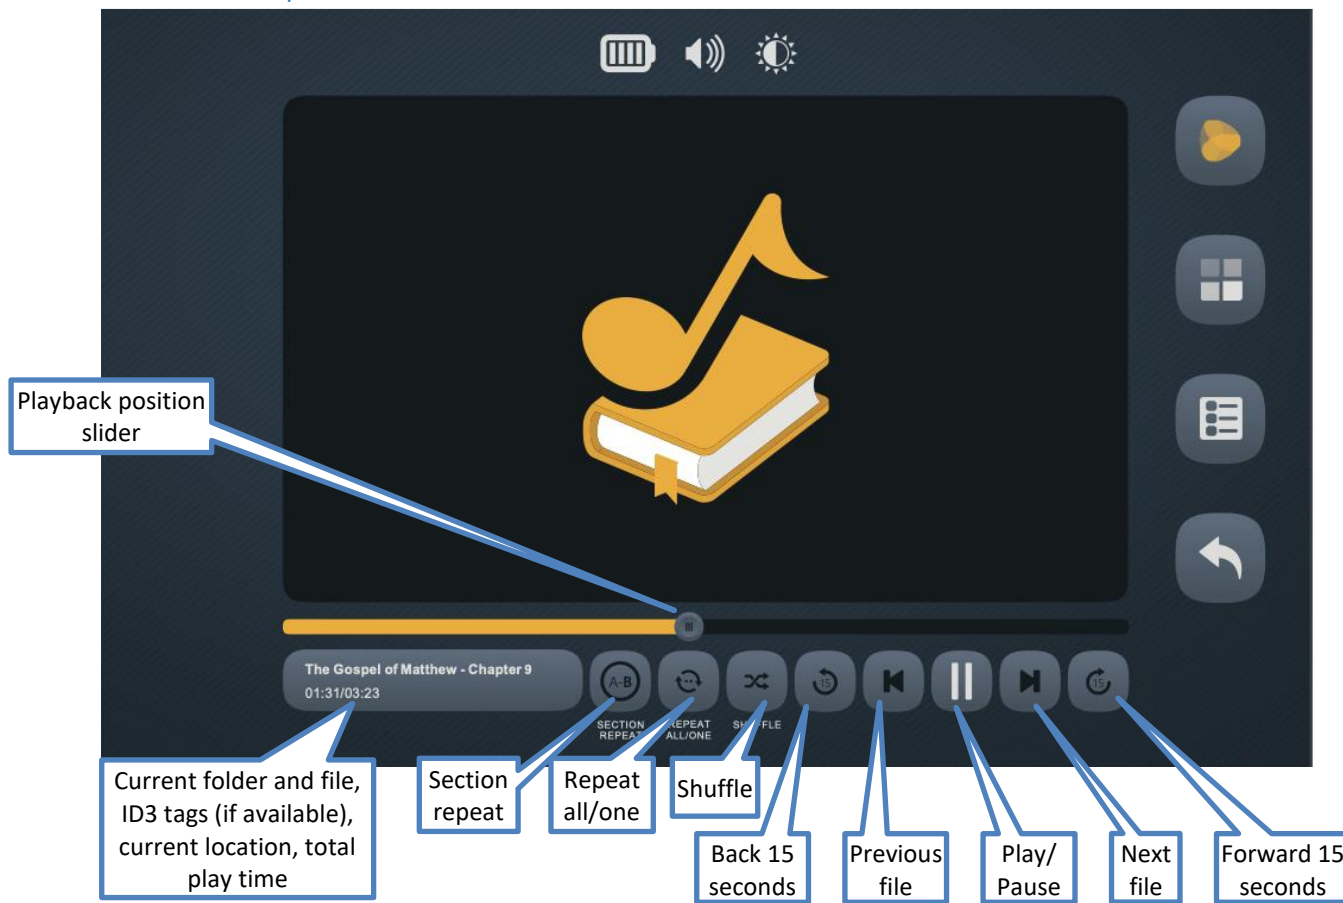 Playback position
slider
The Gospel of Matthew - Chapter 9
01:31/03:23
A-B
15
15
SECTION
REPEAT
REPEAT
ALL/ONE
Current folder and file,
ID3 tags (if available),
current location, total
play time
Section
repeat
Repeat
all/one
Shuffle
Back 15
seconds
Previous
file
Play/
Pause
Next
file
Forward 15
seconds